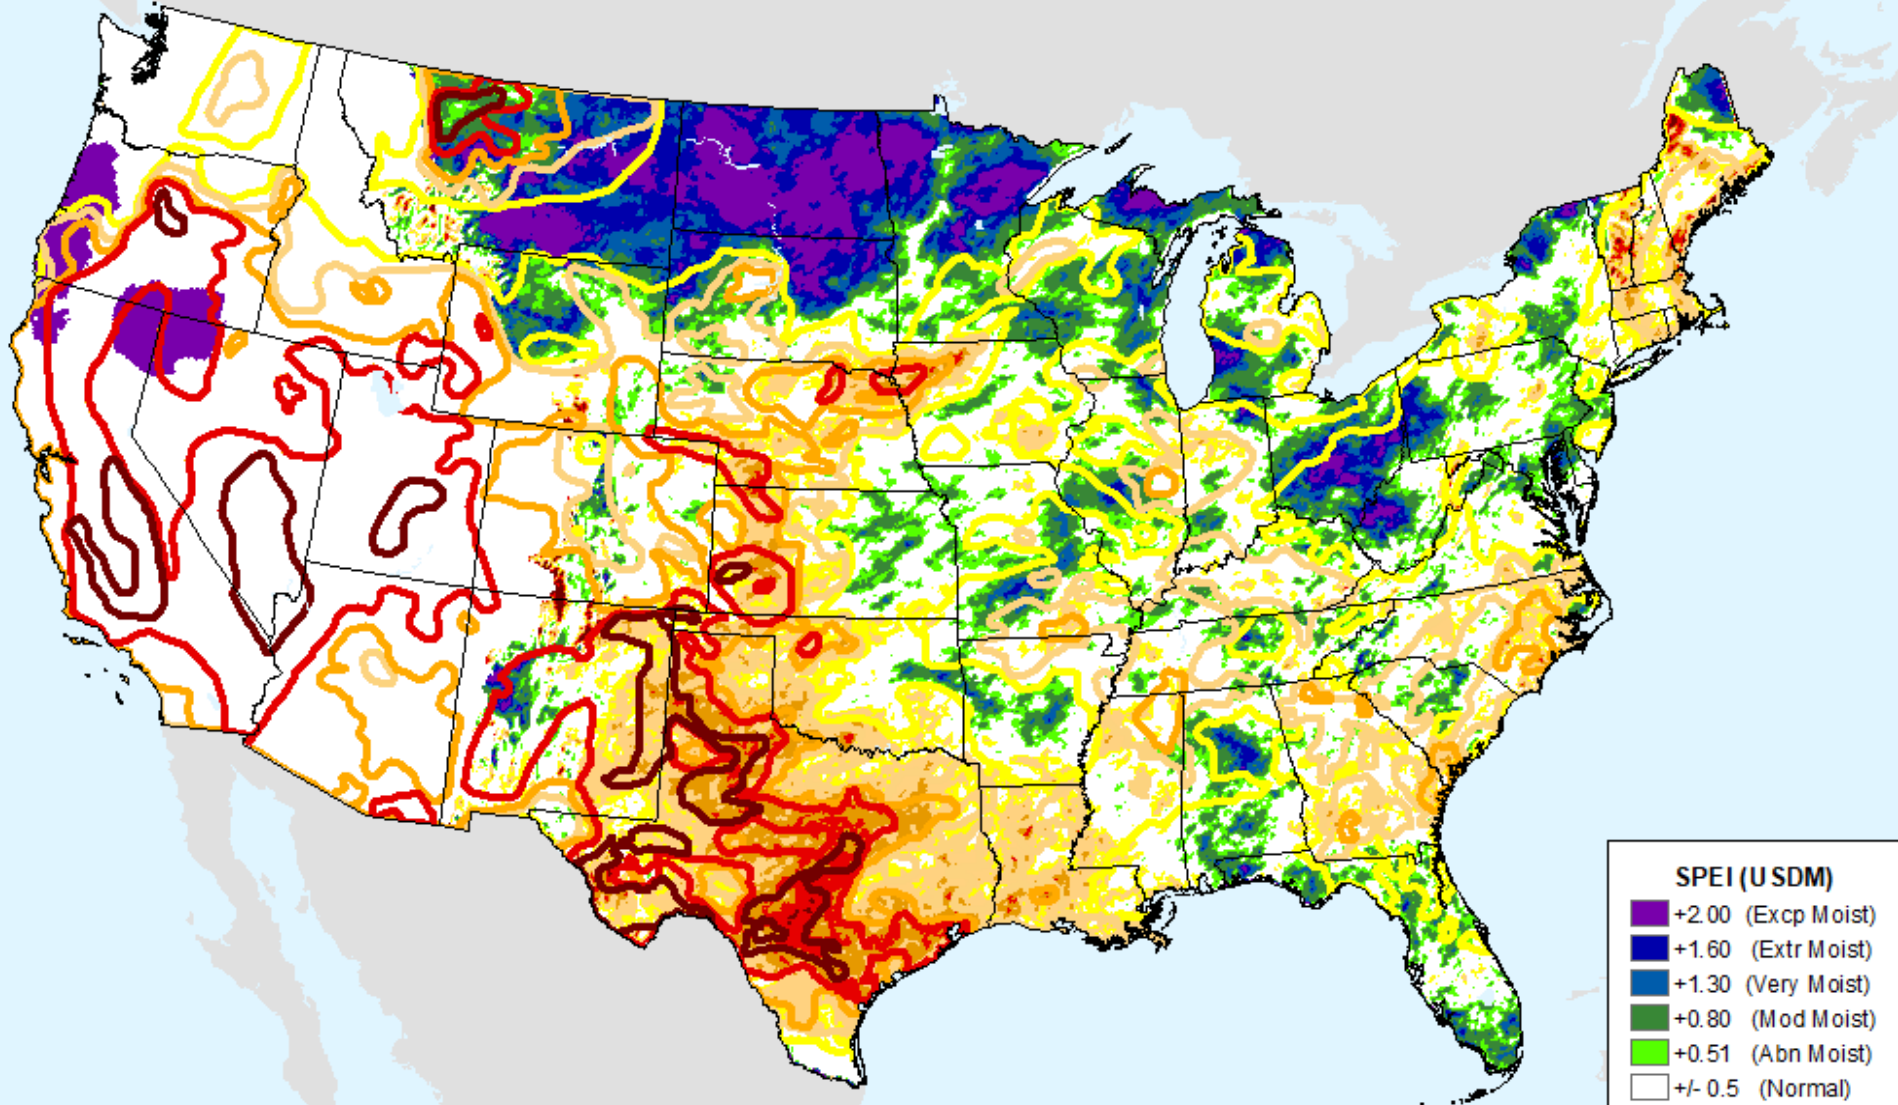 SPEI (USDM)
+2.00 (Excp Moist)
+1.60 (Extr Moist)
+1.30 (Very Moist)
+0.80 (Mod Moist)
+0.51 (Abn Moist)
+/- 0.5 (Normal)